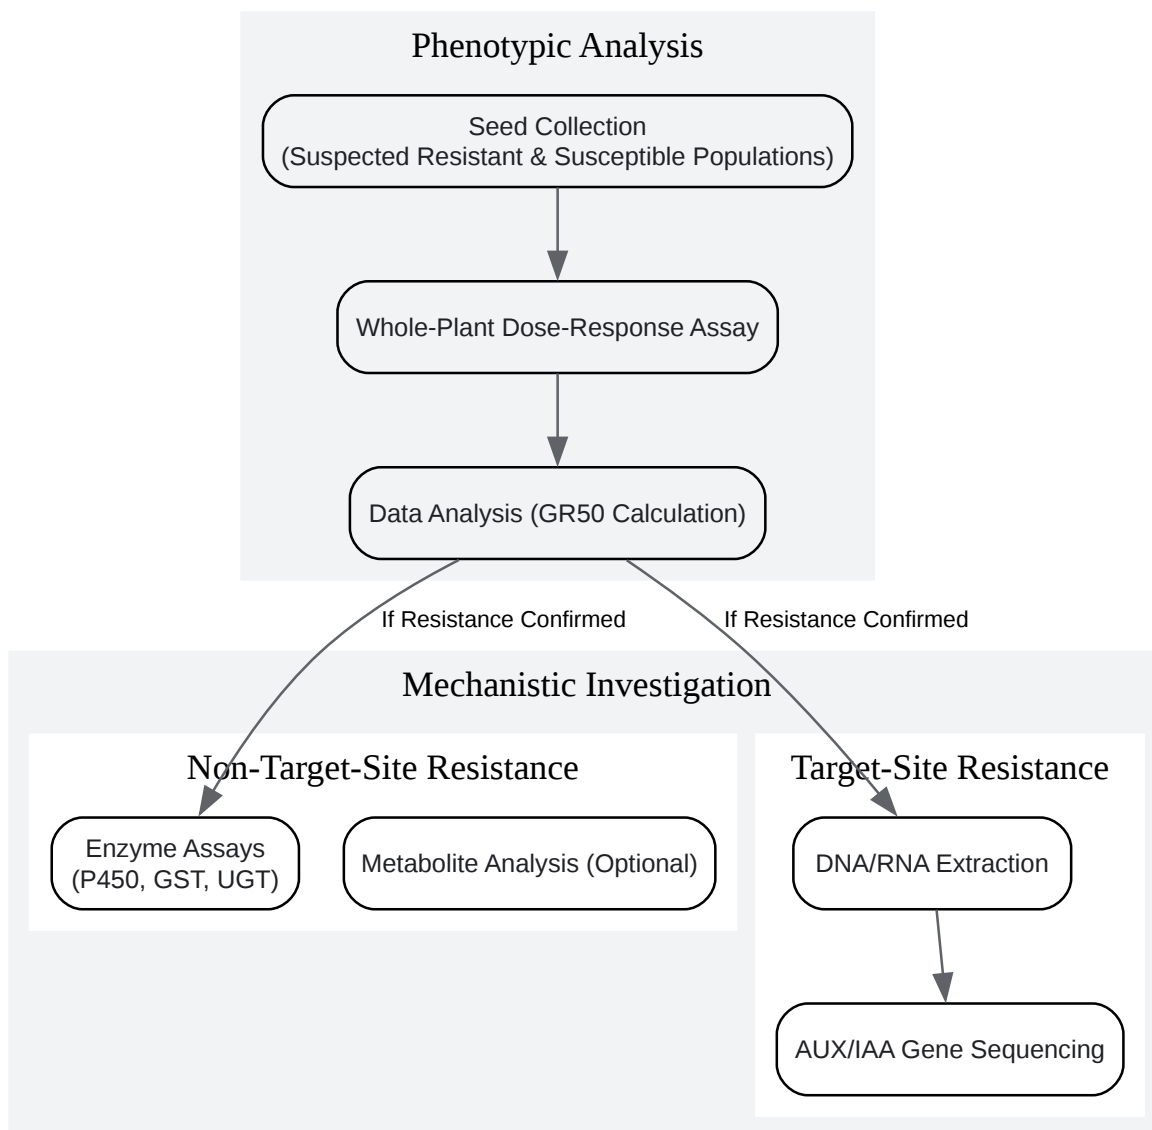 Phenotypic Analysis
Seed Collection
(Suspected Resistant & Susceptible Populations)
Whole-Plant Dose-Response Assay
Data Analysis (GR50 Calculation)
If Resistance Confirmed
If Resistance Confirmed
Mechanistic Investigation
Non-Target-Site Resistance
Target-Site Resistance
Enzyme Assays
(P450, GST, UGT)
Metabolite Analysis (Optional)
DNA/RNA Extraction
AUX/IAA Gene Sequencing